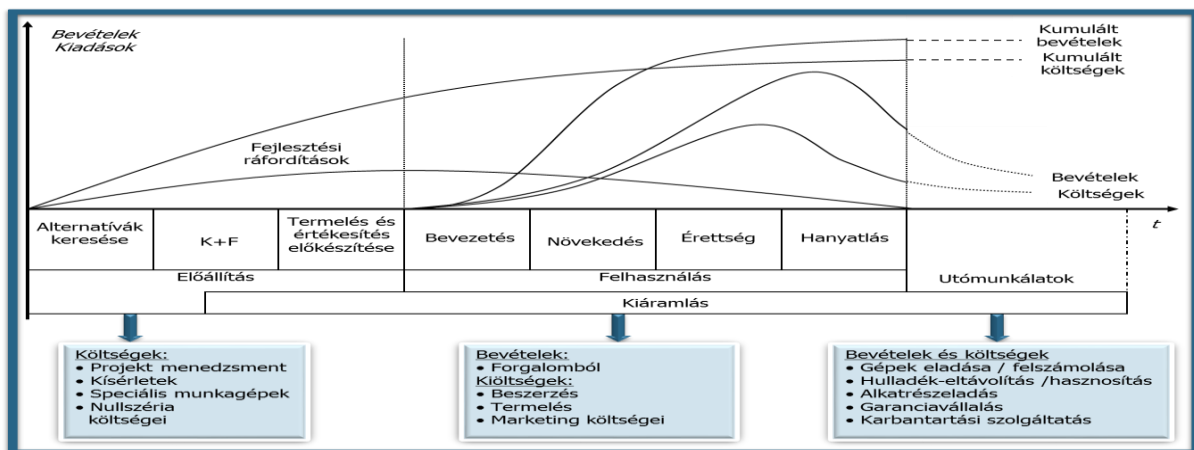 Bevételek
Kiadások
Kumulált
bevételek
Kumulált
költségek
Fejlesztési
ráfordítások
Bevételek
Költségek
t
Alternatívák
keresése
K+F
Termelés és
értékesítés
előkészítése
Bevezetés
Növekedés
Érettség
Hanyatlás
Előállítás
Felhasználás
Utómunkálatok
Kiáramlás
Költségek:
• Projekt menedzsment
• Kísérletek
• Speciális munkagépek
• Nullszéria
költségei
Bevételek:
• Forgalomból
Kiöltségek:
• Beszerzés
• Termelés
• Marketing költségei
Bevételek és költségek
• Gépek eladása / felszámolása
• Hulladék-eltávolítás /hasznosítás
• Alkatrészeladás
• Garanciavállalás
• Karbantartási szolgáltatás